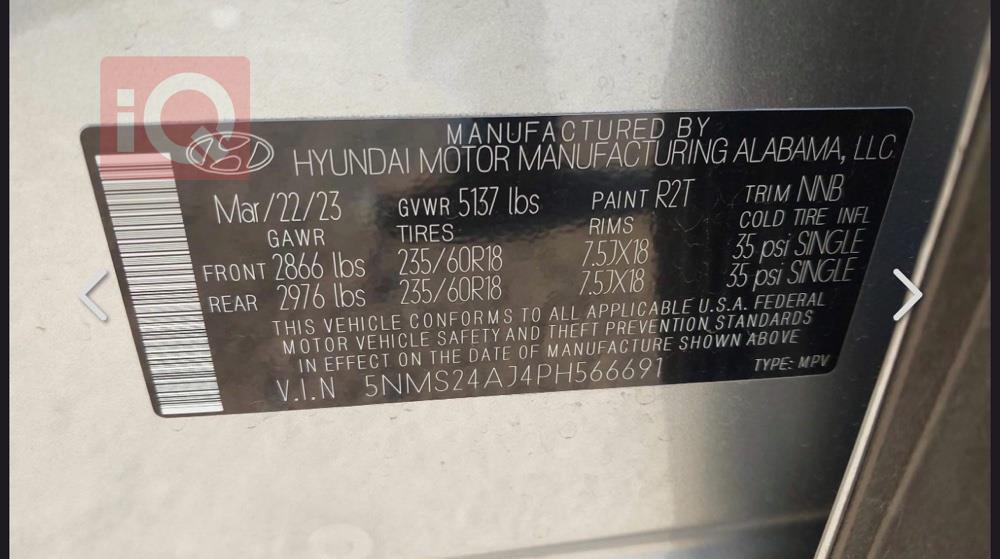 iQ
MANUFACTURED BY
HYUNDAI MOTOR MANUFACTURING ALABAMA, LLC
Mar/22/23 GVWR 5137 lbs PAINT R2T TRIM NNB
GAWR TIRES RIMS COLD TIRE INFL
FRONT 2866 lbs 235/60R18 7.5JX18 35 psi SINGLE
REAR 2976 lbs 235/60R18 7.5JX18 35 psi SINGLE
THIS VEHICLE CONFORMS TO ALL APPLICABLE U.S.A. FEDERAL
MOTOR VEHICLE SAFETY AND THEFT PREVENTION STANDARDS
IN EFFECT ON THE DATE OF MANUFACTURE SHOWN ABOVE
V.I.N 5NMS24AJ4PH566691 TYPE: MPV